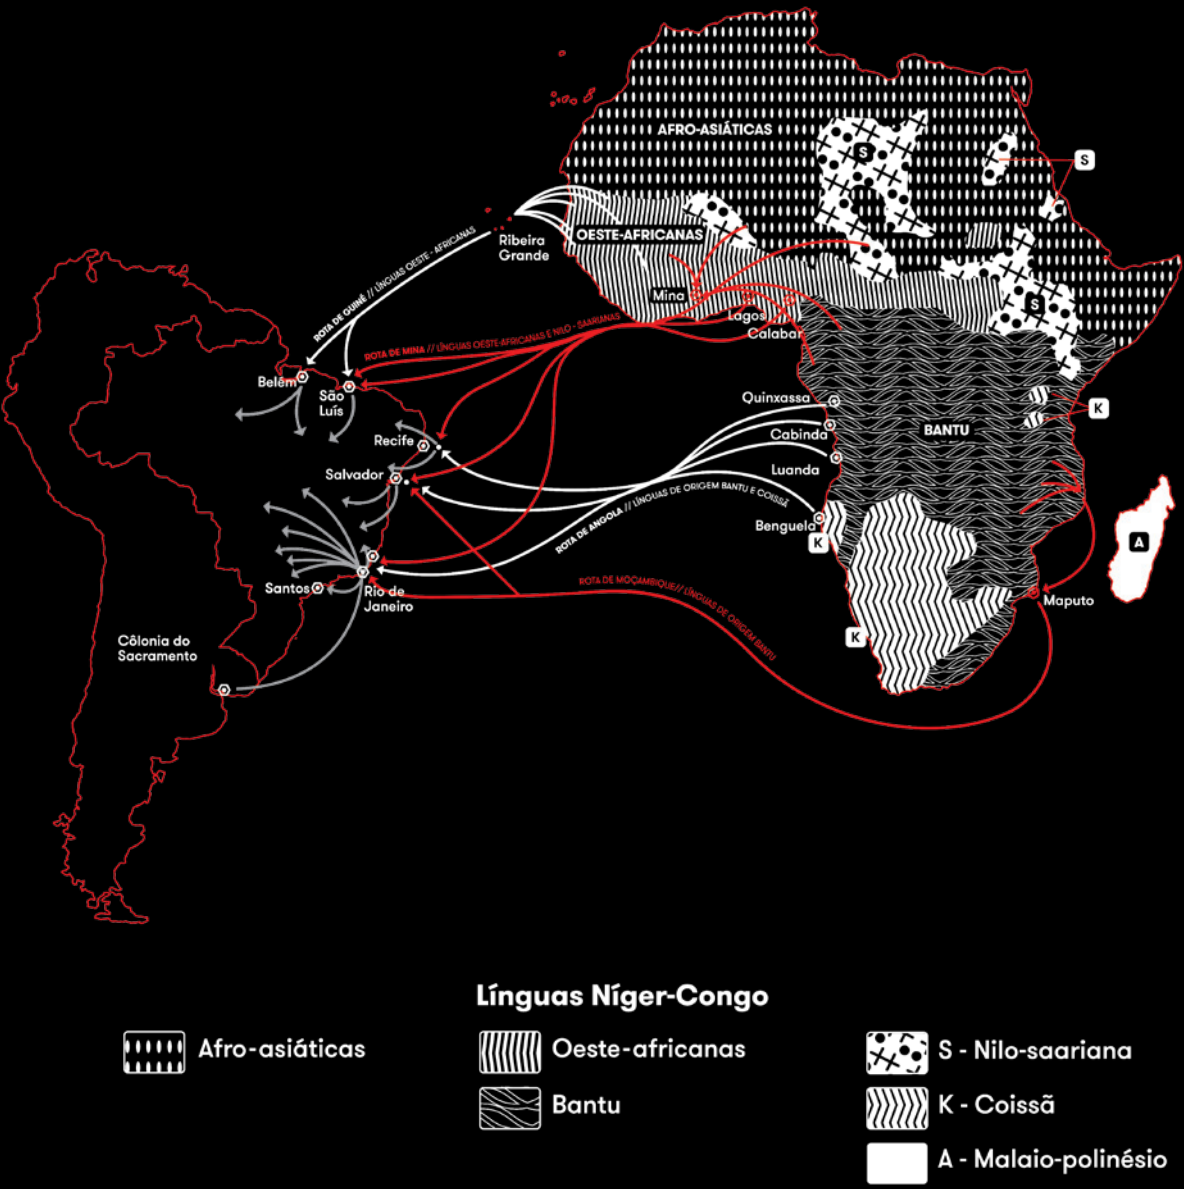 AFRO-ASIÁTICAS
S
S
OESTE-AFRICANAS
Ribeira
Grande
ROTA DE GUINÉ // LÍNGUAS OESTE - AFRICANAS
Mina
S
Lagos
Calabar
ROTA DE MINA // LÍNGUAS OESTE-AFRICANAS E NILO - SAARIANAS
Belém
São
Luís
Quinxassa
K
Recife
Cabinda
BANTU
Salvador
Luanda
ROTA DE ANGOLA // LÍNGUAS DE ORIGEM BANTU E COISSÃ
Benguela
K
A
Santos
Rio de
Janeiro
ROTA DE MOÇAMBIQUE// LÍNGUAS DE ORIGEM BANTU
Maputo
K
Côlonia do
Sacramento
Línguas Níger-Congo
Afro-asiáticas
Oeste-africanas
S - Nilo-saariana
Bantu
K - Coissã
A - Malaio-polinésio